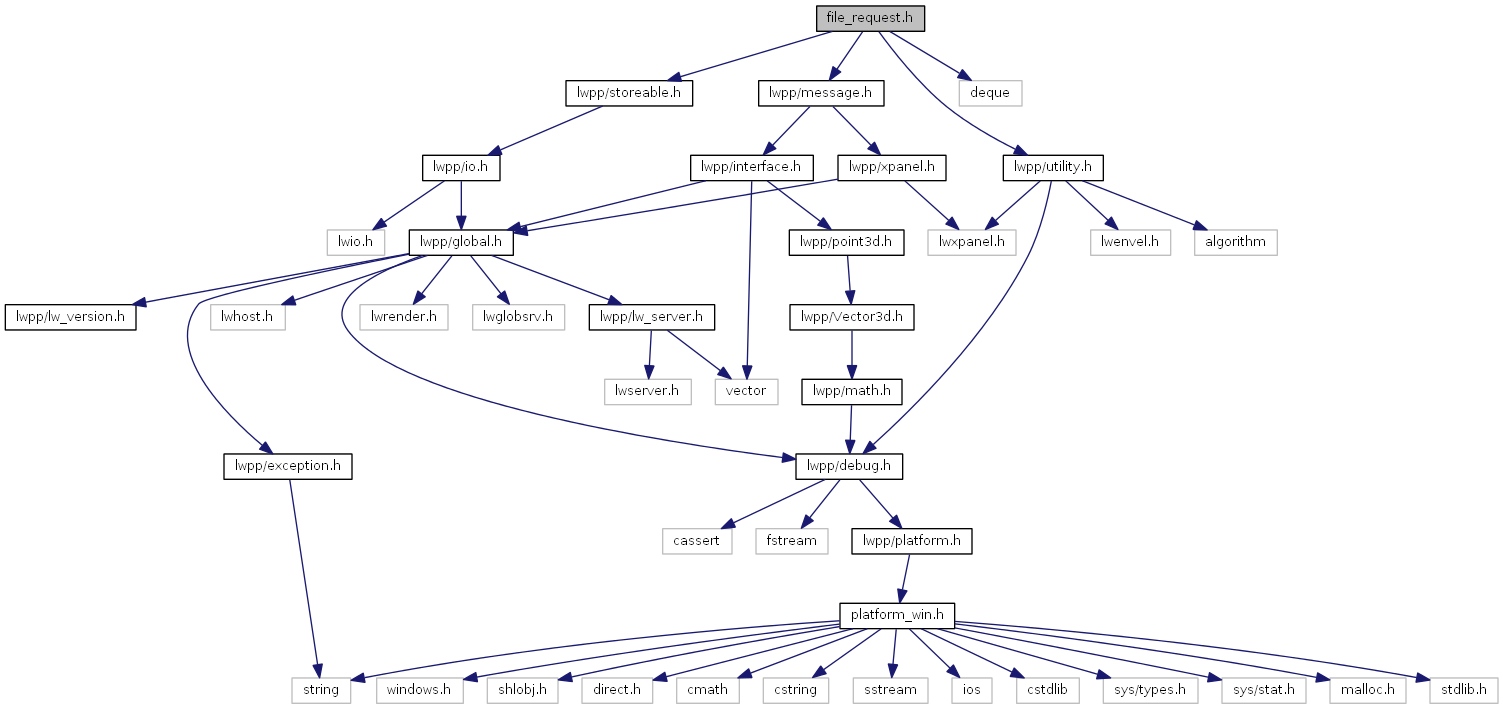 file_request.h
lwpp/storeable.h
lwpp/message.h
deque
lwpp/io.h
lwpp/interface.h
lwpp/xpanel.h
lwpp/utility.h
lwio.h
lwpp/global.h
lwpp/point3d.h
lwxpanel.h
lwenvel.h
algorithm
lwpp/lw_version.h
lwhost.h
lwrender.h
lwglobsrv.h
lwpp/lw_server.h
lwpp/Vector3d.h
lwserver.h
vector
lwpp/math.h
lwpp/exception.h
lwpp/debug.h
cassert
fstream
lwpp/platform.h
platform_win.h
string
windows.h
shlobj.h
direct.h
cmath
cstring
sstream
ios
cstdlib
sys/types.h
sys/stat.h
malloc.h
stdlib.h